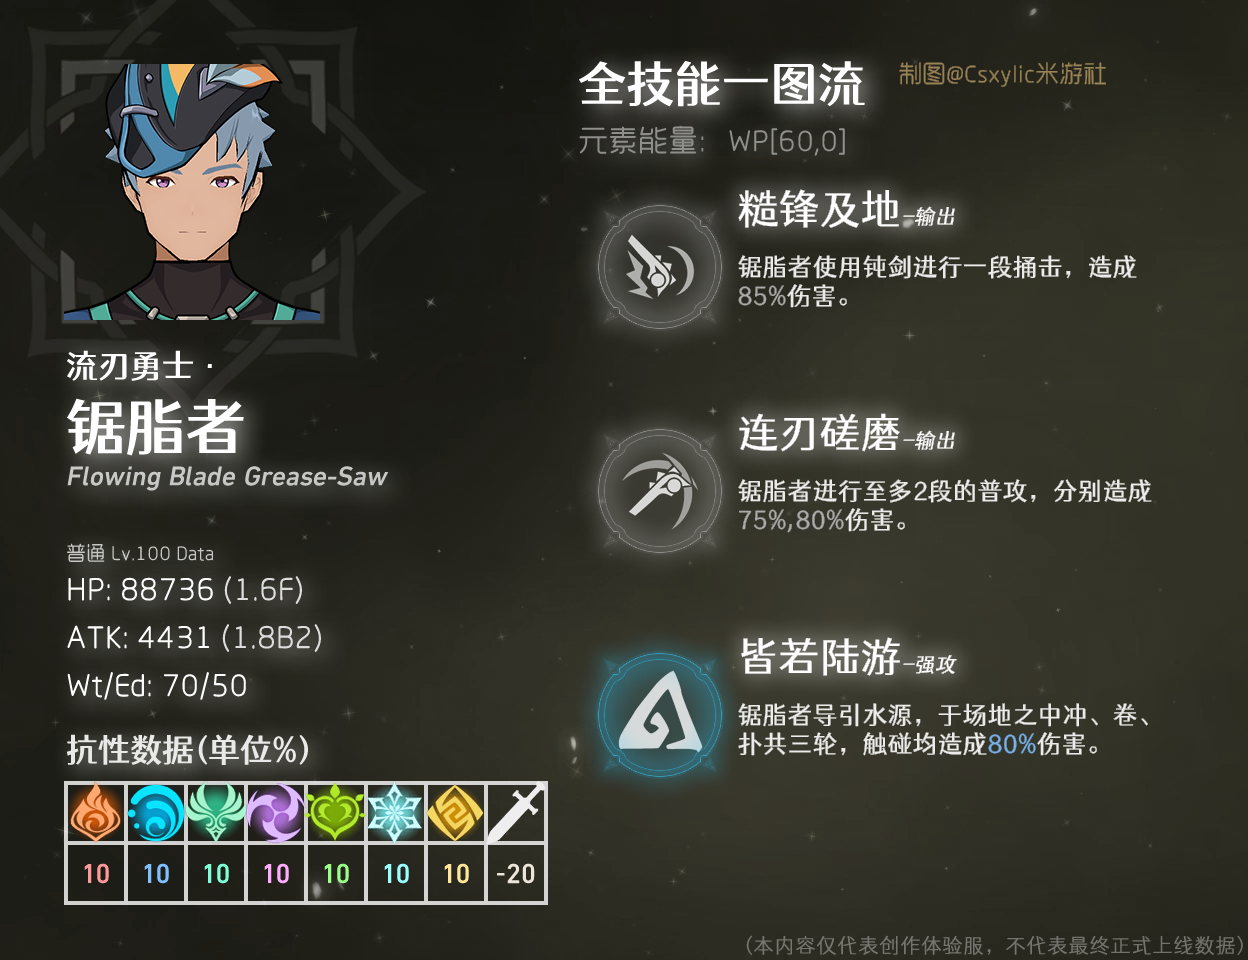 全技能一图流
制图@Csxylic米游社
元素能量: WP[60,0]
糙锋及地-输出
锯脂者使用钝剑进行一段捅击，造成
85%伤害。
连刃磋磨-输出
锯脂者进行至多2段的普攻，分别造成
75%,80%伤害。
皆若陆游-强攻
锯脂者导引水源，于场地之中冲、卷、
扑共三轮，触碰均造成80%伤害。
流刃勇士·
锯脂者
Flowing Blade Grease-Saw
普通 Lv.100 Data
HP: 88736 (1.6F)
ATK: 4431 (1.8B2)
Wt/Ed: 70/50
抗性数据(单位%)
10 10 10 10 10 10 10 -20
(本内容仅代表创作体验服，不代表最终正式上线数据)